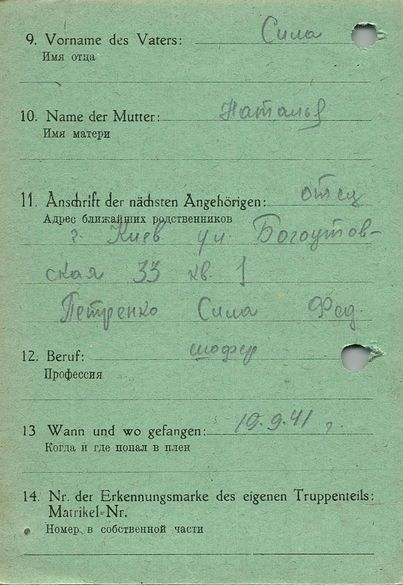 9. Vorname des Vaters: Сила
Имя отца
10. Name der Mutter: Наталья
Имя матери
11. Anschrift der nächsten Angehörigen: отец
Адрес ближайших родственников
г. Киев ул. Богоутов-
ская 33 кв. 1
Петренко Сила Фед
12. Beruf: шофер
Профессия
13 Wann und wo gefangen: 19.9.41 г.
Когда и где попал в плен
14. Nr. der Erkennungsmarke des eigenen Truppenteils:
Matrikel-Nr.
Номер в собственной части